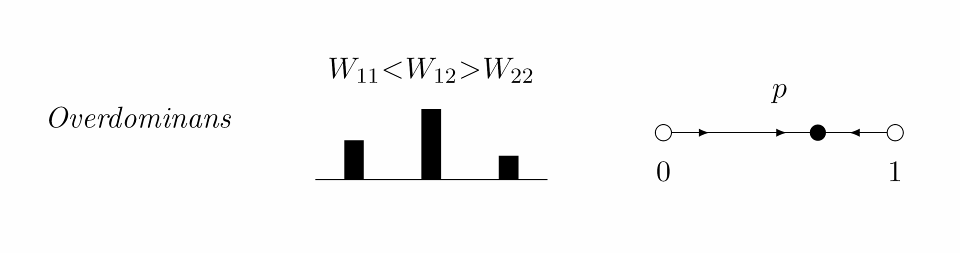 Overdominans
W₁₁<W₁₂>W₂₂
p
0 1